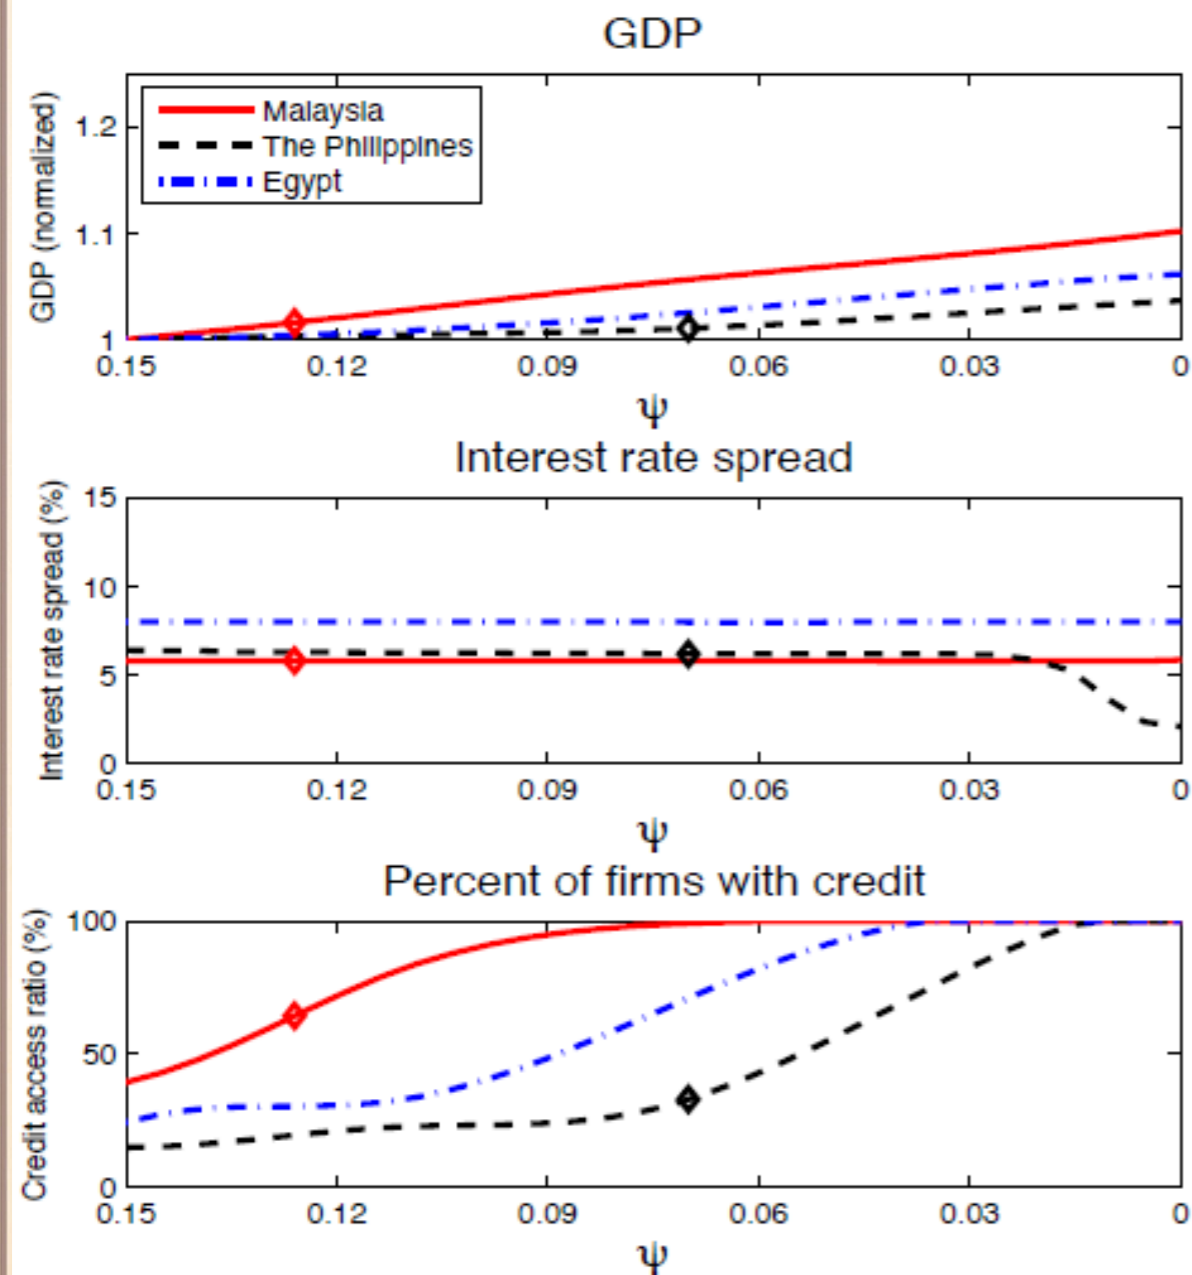 GDP
GDP (normalized)
1.2
1.1
1
Malaysia
The Philippines
Egypt
0.15 0.12 0.09 0.06 0.03 0
ψ
Interest rate spread
Interest rate spread (%)
15
10
5
0
0.15 0.12 0.09 0.06 0.03 0
ψ
Percent of firms with credit
Credit access ratio (%)
100
50
0
0.15 0.12 0.09 0.06 0.03 0
ψ